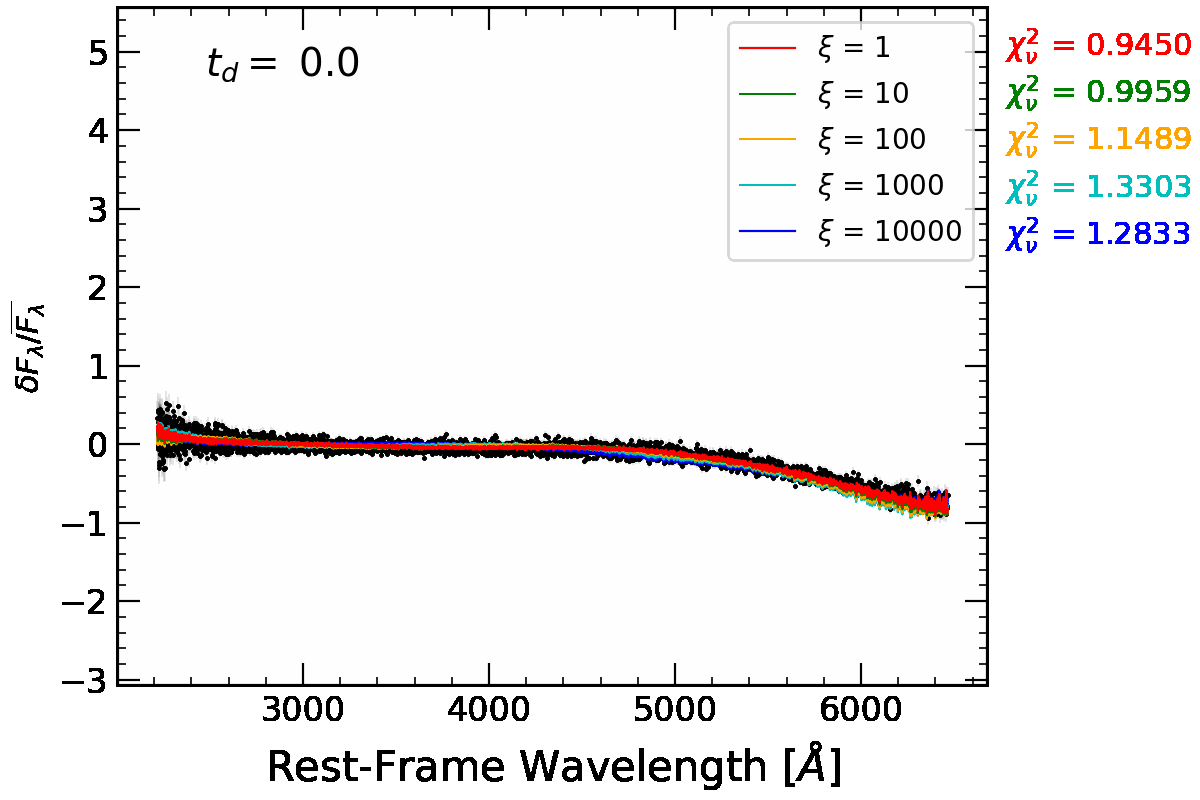 t_d = 0.0
ξ = 1
ξ = 10
ξ = 100
ξ = 1000
ξ = 10000
χ²_ν = 0.9450
χ²_ν = 0.9959
χ²_ν = 1.1489
χ²_ν = 1.3303
χ²_ν = 1.2833
5
4
3
2
1
0
−1
−2
−3
δF_λ/F̅_λ
3000 4000 5000 6000
Rest-Frame Wavelength [Å]